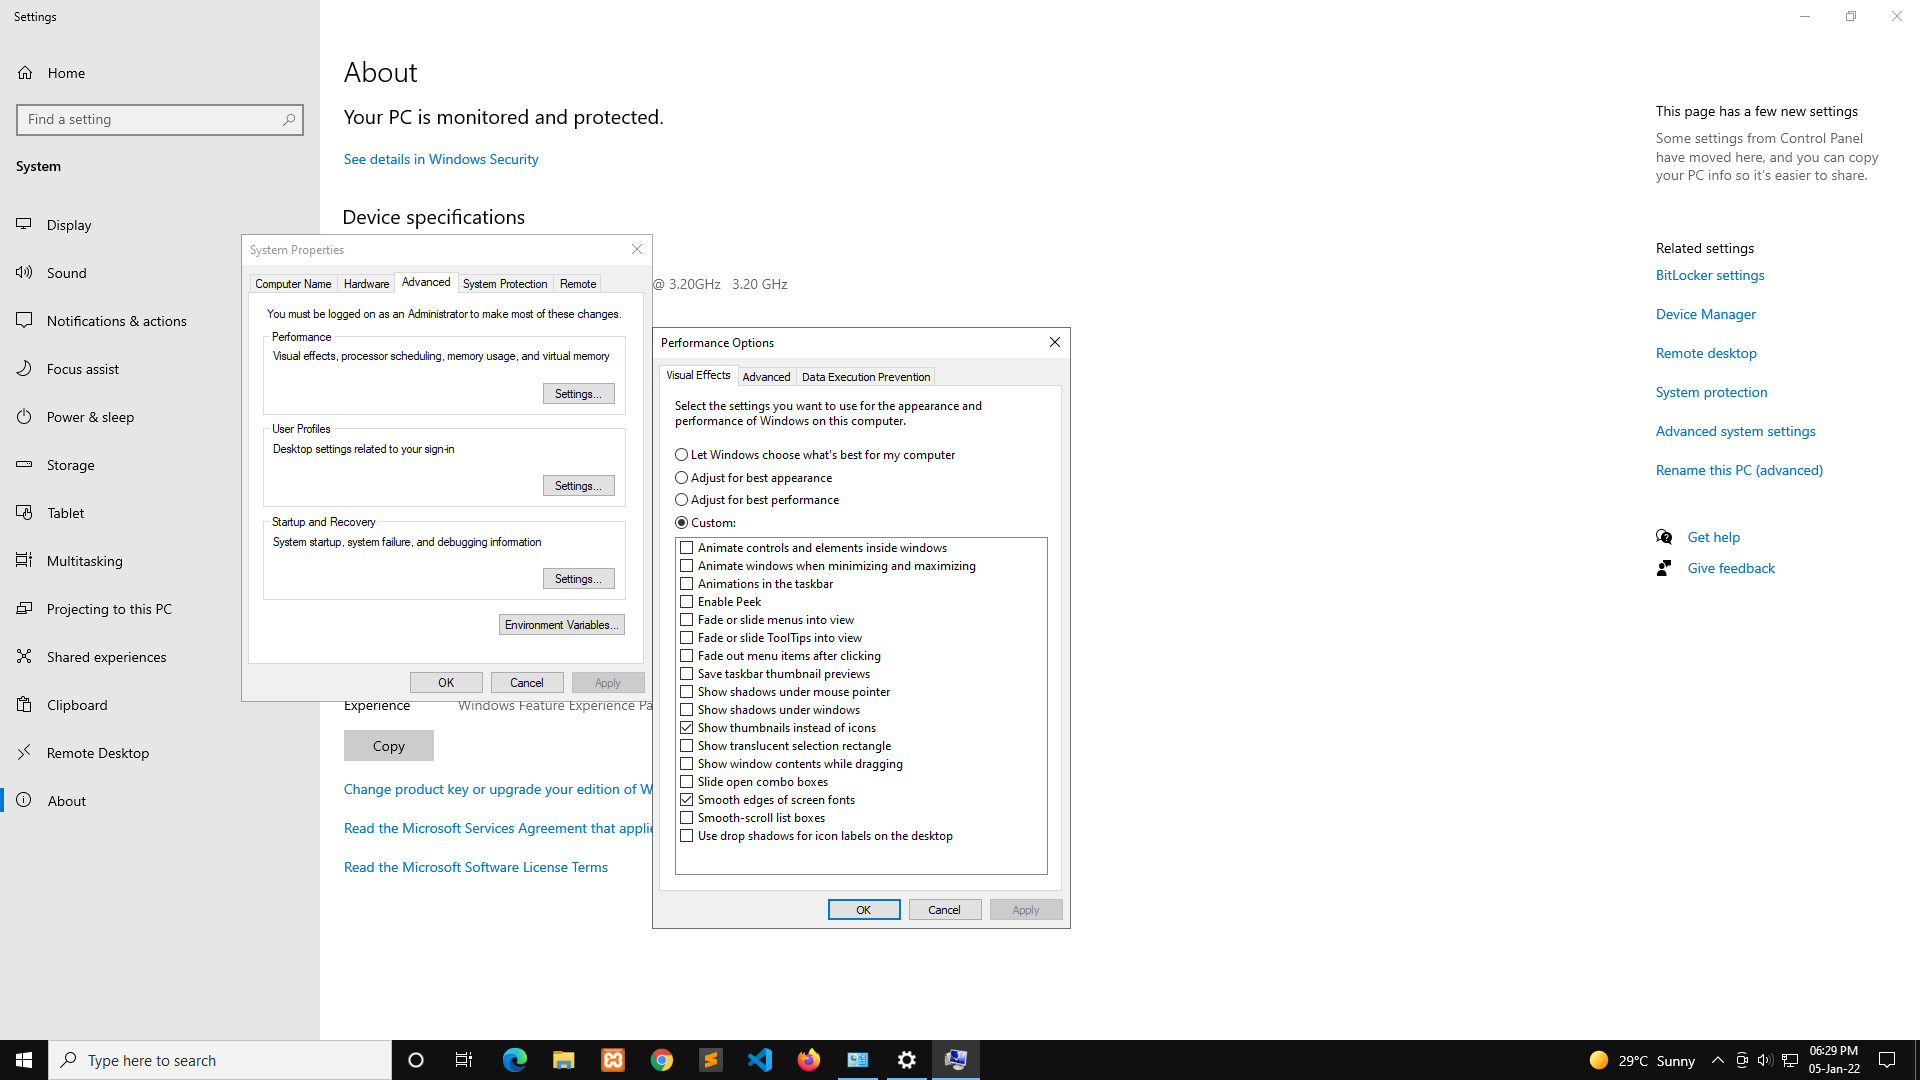 Settings
Home
Find a setting
System
Display
Sound
Notifications & actions
Focus assist
Power & sleep
Storage
Tablet
Multitasking
Projecting to this PC
Shared experiences
Clipboard
Remote Desktop
About
About
Your PC is monitored and protected.
See details in Windows Security
Device specifications
@ 3.20GHz 3.20 GHz
Experience Windows Feature Experience Pa
Copy
Change product key or upgrade your edition of W
Read the Microsoft Services Agreement that applie
Read the Microsoft Software License Terms
System Properties
Computer Name Hardware Advanced System Protection Remote
You must be logged on as an Administrator to make most of these changes.
Performance
Visual effects, processor scheduling, memory usage, and virtual memory
Settings...
User Profiles
Desktop settings related to your sign-in
Settings...
Startup and Recovery
System startup, system failure, and debugging information
Settings...
Environment Variables...
OK Cancel Apply
Performance Options
Visual Effects Advanced Data Execution Prevention
Select the settings you want to use for the appearance and
performance of Windows on this computer.
Let Windows choose what's best for my computer
Adjust for best appearance
Adjust for best performance
Custom:
Animate controls and elements inside windows
Animate windows when minimizing and maximizing
Animations in the taskbar
Enable Peek
Fade or slide menus into view
Fade or slide ToolTips into view
Fade out menu items after clicking
Save taskbar thumbnail previews
Show shadows under mouse pointer
Show shadows under windows
Show thumbnails instead of icons
Show translucent selection rectangle
Show window contents while dragging
Slide open combo boxes
Smooth edges of screen fonts
Smooth-scroll list boxes
Use drop shadows for icon labels on the desktop
OK Cancel Apply
This page has a few new settings
Some settings from Control Panel
have moved here, and you can copy
your PC info so it's easier to share.
Related settings
BitLocker settings
Device Manager
Remote desktop
System protection
Advanced system settings
Rename this PC (advanced)
Get help
Give feedback
Type here to search
29°C Sunny
06:29 PM
05-Jan-22